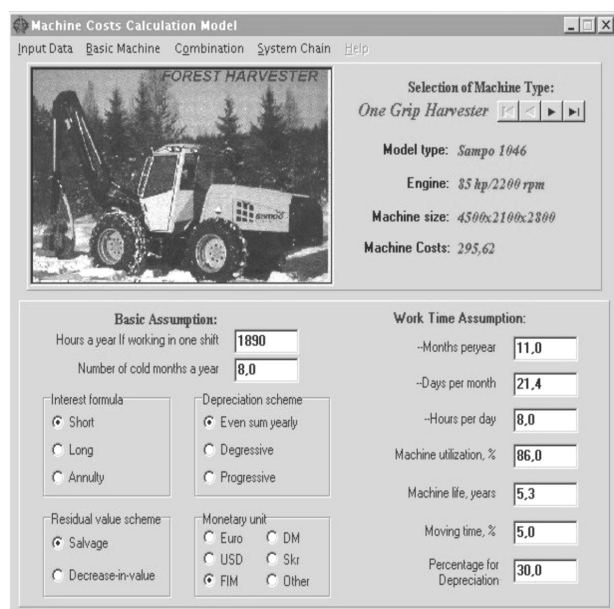 Machine Costs Calculation Model
Input Data Basic Machine Combination System Chain Help
FOREST HARVESTER
sampo
Selection of Machine Type:
One Grip Harvester
Model type: Sampo 1046
Engine: 85 hp/2200 rpm
Machine size: 4500x2100x2800
Machine Costs: 295,62
Basic Assumption:
Hours a year If working in one shift 1890
Number of cold months a year 8,0
Interest formula
Short
Long
Annulty
Depreciation scheme
Even sum yearly
Degressive
Progressive
Residual value scheme
Salvage
Decrease-in-value
Monetary unit
Euro DM
USD Skr
FIM Other
Work Time Assumption:
--Months peryear 11,0
--Days per month 21,4
--Hours per day 8,0
Machine utilization, % 86,0
Machine life, years 5,3
Moving time, % 5,0
Percentage for
Depreciation 30,0